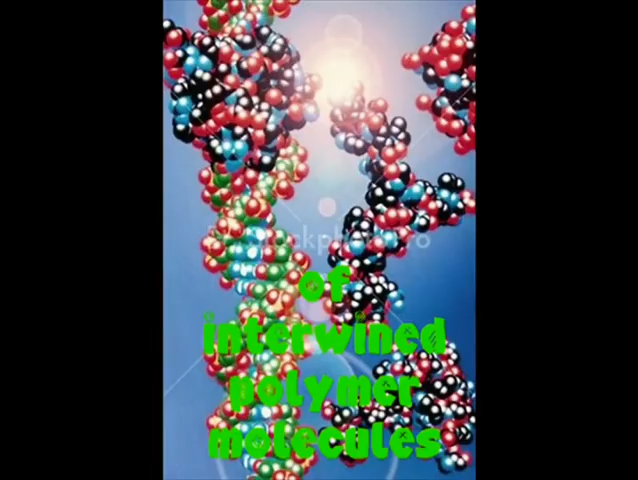 of
interwined
polymer
molecules